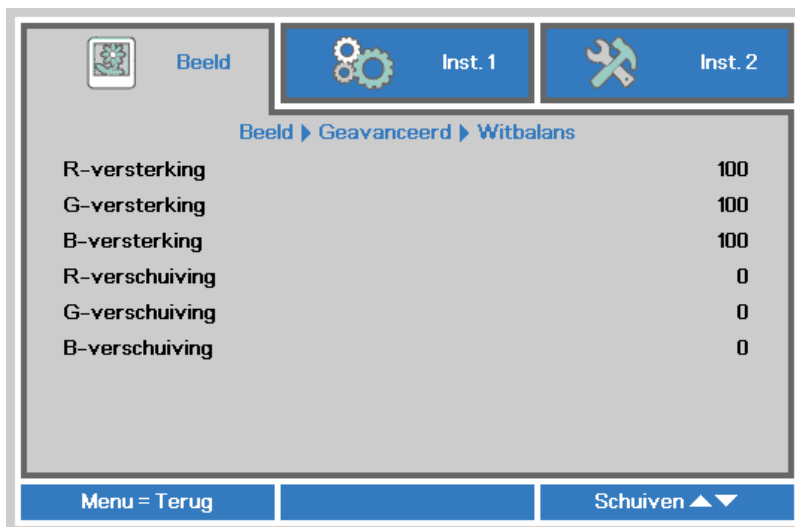 Beeld
Inst. 1
Inst. 2
Beeld ▶ Geavanceerd ▶ Witbalans
R-versterking 100
G-versterking 100
B-versterking 100
R-verschuiving 0
G-verschuiving 0
B-verschuiving 0
Menu = Terug
Schuiven ▲▼